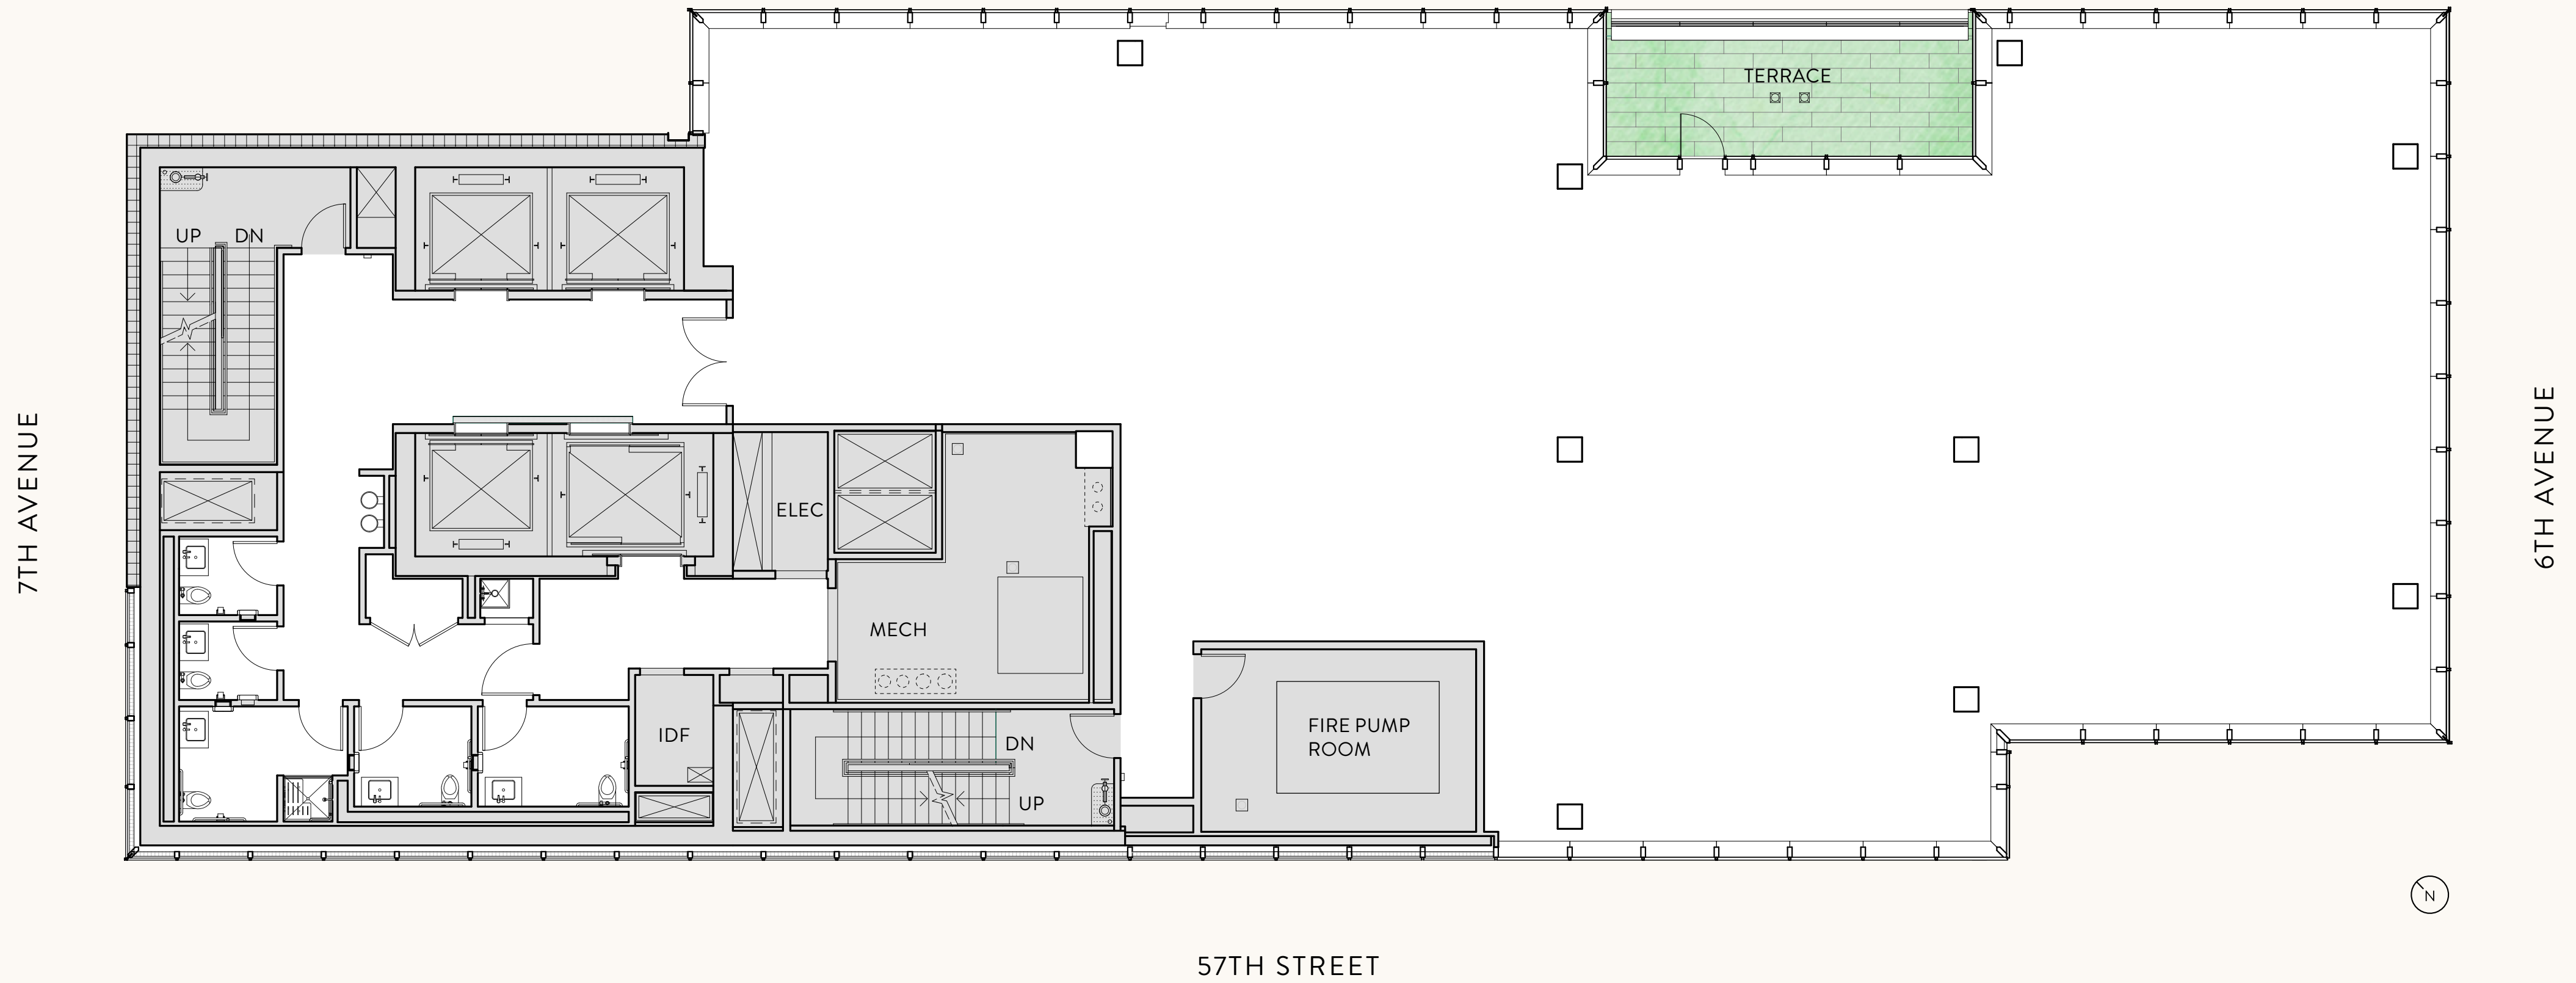 TERRACE
UP
DN
7TH AVENUE
6TH AVENUE
ELEC
MECH
IDF
DN
UP
FIRE PUMP
ROOM
N
57TH STREET